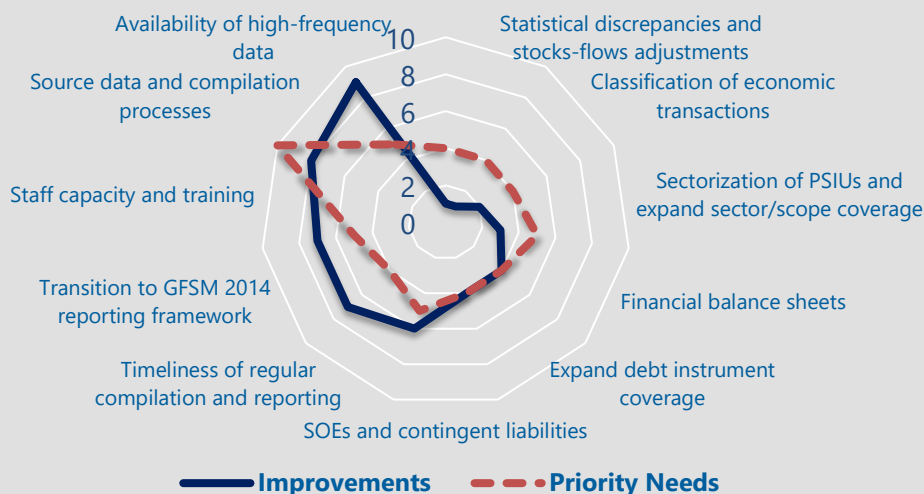 Availability of high-frequency
data
Statistical discrepancies and
stocks-flows adjustments
Source data and compilation
processes
Classification of economic
transactions
Staff capacity and training
Sectorization of PSIUs and
expand sector/scope coverage
Transition to GFSM 2014
reporting framework
Financial balance sheets
Timeliness of regular
compilation and reporting
Expand debt instrument
coverage
SOEs and contingent liabilities
10
8
6
4
2
0
Improvements
Priority Needs